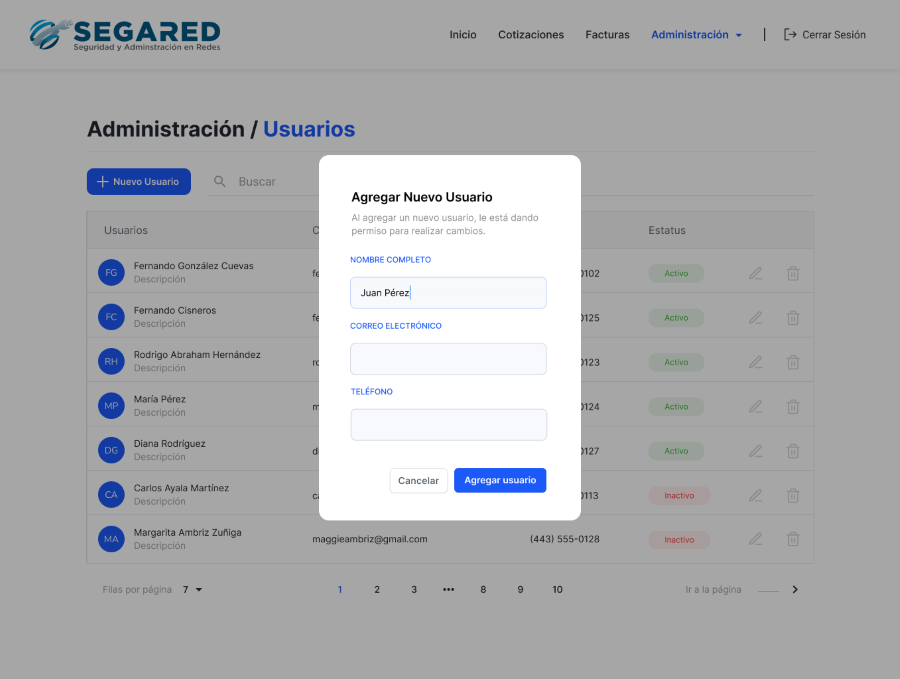 SEGARED
Seguridad y Adminstración en Redes
Inicio Cotizaciones Facturas Administración Cerrar Sesión
Administración / Usuarios
Nuevo Usuario Buscar
Usuarios Estatus
FG Fernando González Cuevas 0102 Activo
Descripción
FC Fernando Cisneros 0125 Activo
Descripción
RH Rodrigo Abraham Hernández 0123 Activo
Descripción
MP María Pérez 0124 Activo
Descripción
DG Diana Rodríguez 0127 Activo
Descripción
CA Carlos Ayala Martínez 0113 Inactivo
Descripción
MA Margarita Ambriz Zuñiga maggieambriz@gmail.com (443) 555-0128 Inactivo
Descripción
Agregar Nuevo Usuario
Al agregar un nuevo usuario, le está dando
permiso para realizar cambios.
NOMBRE COMPLETO
Juan Pérez
CORREO ELECTRÓNICO
TELÉFONO
Cancelar Agregar usuario
Filas por página 7 1 2 3 ••• 8 9 10 Ir a la página